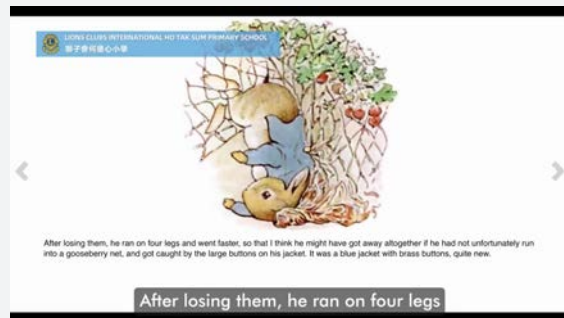 LIONS CLUBS INTERNATIONAL HO TAK SUM PRIMARY SCHOOL
獅子會何德心小學
After losing them, he ran on four legs and went faster, so that I think he might have got away altogether if he had not unfortunately run
into a gooseberry net, and got caught by the large buttons on his jacket. It was a blue jacket with brass buttons, quite new.
After losing them, he ran on four legs